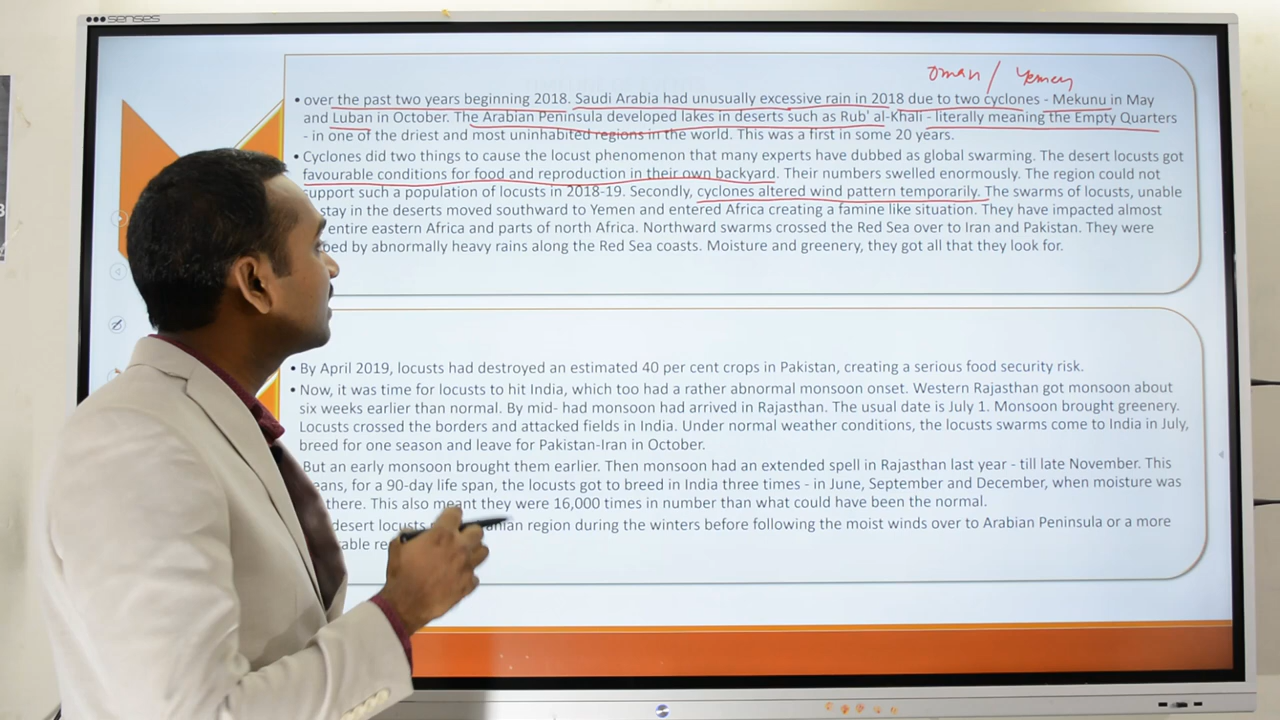 senses
oman / Yemen
• over the past two years beginning 2018. Saudi Arabia had unusually excessive rain in 2018 due to two cyclones - Mekunu in May
and Luban in October. The Arabian Peninsula developed lakes in deserts such as Rub' al-Khali - literally meaning the Empty Quarters
- in one of the driest and most uninhabited regions in the world. This was a first in some 20 years.
• Cyclones did two things to cause the locust phenomenon that many experts have dubbed as global swarming. The desert locusts got
favourable conditions for food and reproduction in their own backyard. Their numbers swelled enormously. The region could not
support such a population of locusts in 2018-19. Secondly, cyclones altered wind pattern temporarily. The swarms of locusts, unable
stay in the deserts moved southward to Yemen and entered Africa creating a famine like situation. They have impacted almost
entire eastern Africa and parts of north Africa. Northward swarms crossed the Red Sea over to Iran and Pakistan. They were
by abnormally heavy rains along the Red Sea coasts. Moisture and greenery, they got all that they look for.
• By April 2019, locusts had destroyed an estimated 40 per cent crops in Pakistan, creating a serious food security risk.
• Now, it was time for locusts to hit India, which too had a rather abnormal monsoon onset. Western Rajasthan got monsoon about
six weeks earlier than normal. By mid- had monsoon had arrived in Rajasthan. The usual date is July 1. Monsoon brought greenery.
Locusts crossed the borders and attacked fields in India. Under normal weather conditions, the locusts swarms come to India in July,
breed for one season and leave for Pakistan-Iran in October.
But an early monsoon brought them earlier. Then monsoon had an extended spell in Rajasthan last year - till late November. This
for a 90-day life span, the locusts got to breed in India three times - in June, September and December, when moisture was
there. This also meant they were 16,000 times in number than what could have been the normal.
desert locusts region during the winters before following the moist winds over to Arabian Peninsula or a more